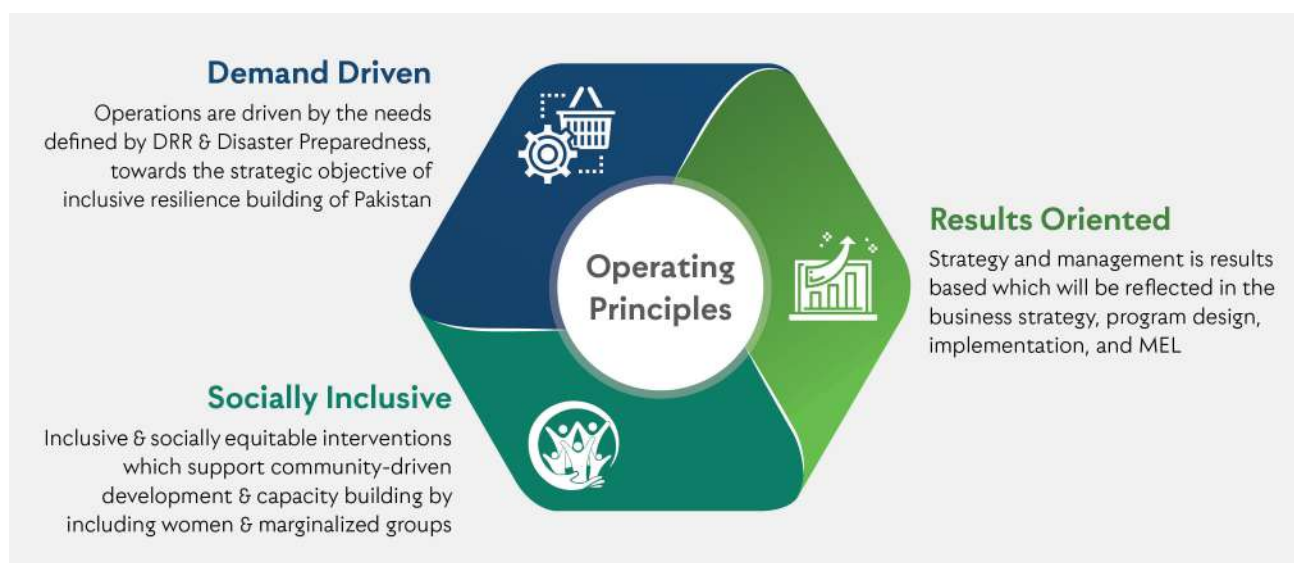 Demand Driven
Operations are driven by the needs
defined by DRR & Disaster Preparedness,
towards the strategic objective of
inclusive resilience building of Pakistan
Operating
Principles
Results Oriented
Strategy and management is results
based which will be reflected in the
business strategy, program design,
implementation, and MEL
Socially Inclusive
Inclusive & socially equitable interventions
which support community-driven
development & capacity building by
including women & marginalized groups